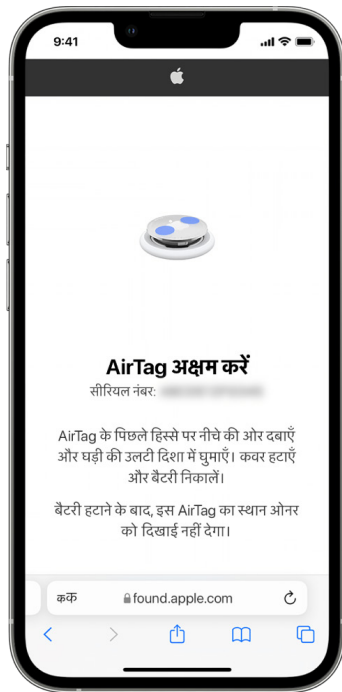 9:41
AirTag अक्षम करें
सीरियल नंबर:
AirTag के पिछले हिस्से पर नीचे की ओर दबाएँ
और घड़ी की उलटी दिशा में घुमाएँ। कवर हटाएँ
और बैटरी निकालें।
बैटरी हटाने के बाद, इस AirTag का स्थान ओनर
को दिखाई नहीं देगा।
कक found.apple.com